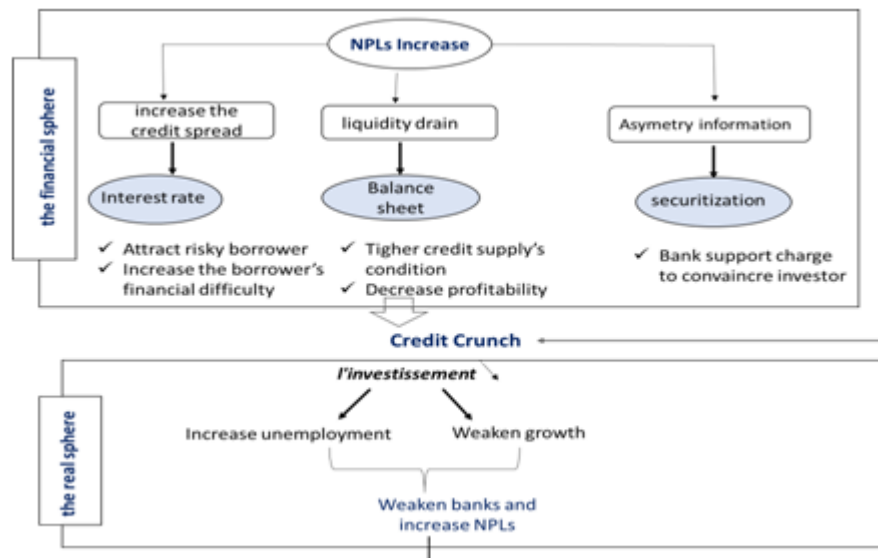 the financial sphere
NPLs Increase
increase the
credit spread
liquidity drain
Asymetry information
Interest rate
Balance
sheet
securitization
✓ Attract risky borrower
✓ Increase the borrower's
financial difficulty
✓ Tigher credit supply's
condition
✓ Decrease profitability
✓ Bank support charge
to convaincre investor
Credit Crunch
the real sphere
l'investissement
Increase unemployment
Weaken growth
Weaken banks and
increase NPLs